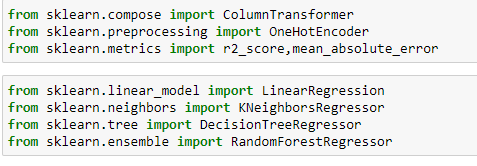 from sklearn.compose import ColumnTransformer
from sklearn.preprocessing import OneHotEncoder
from sklearn.metrics import r2_score,mean_absolute_error
from sklearn.linear_model import LinearRegression
from sklearn.neighbors import KNeighborsRegressor
from sklearn.tree import DecisionTreeRegressor
from sklearn.ensemble import RandomForestRegressor